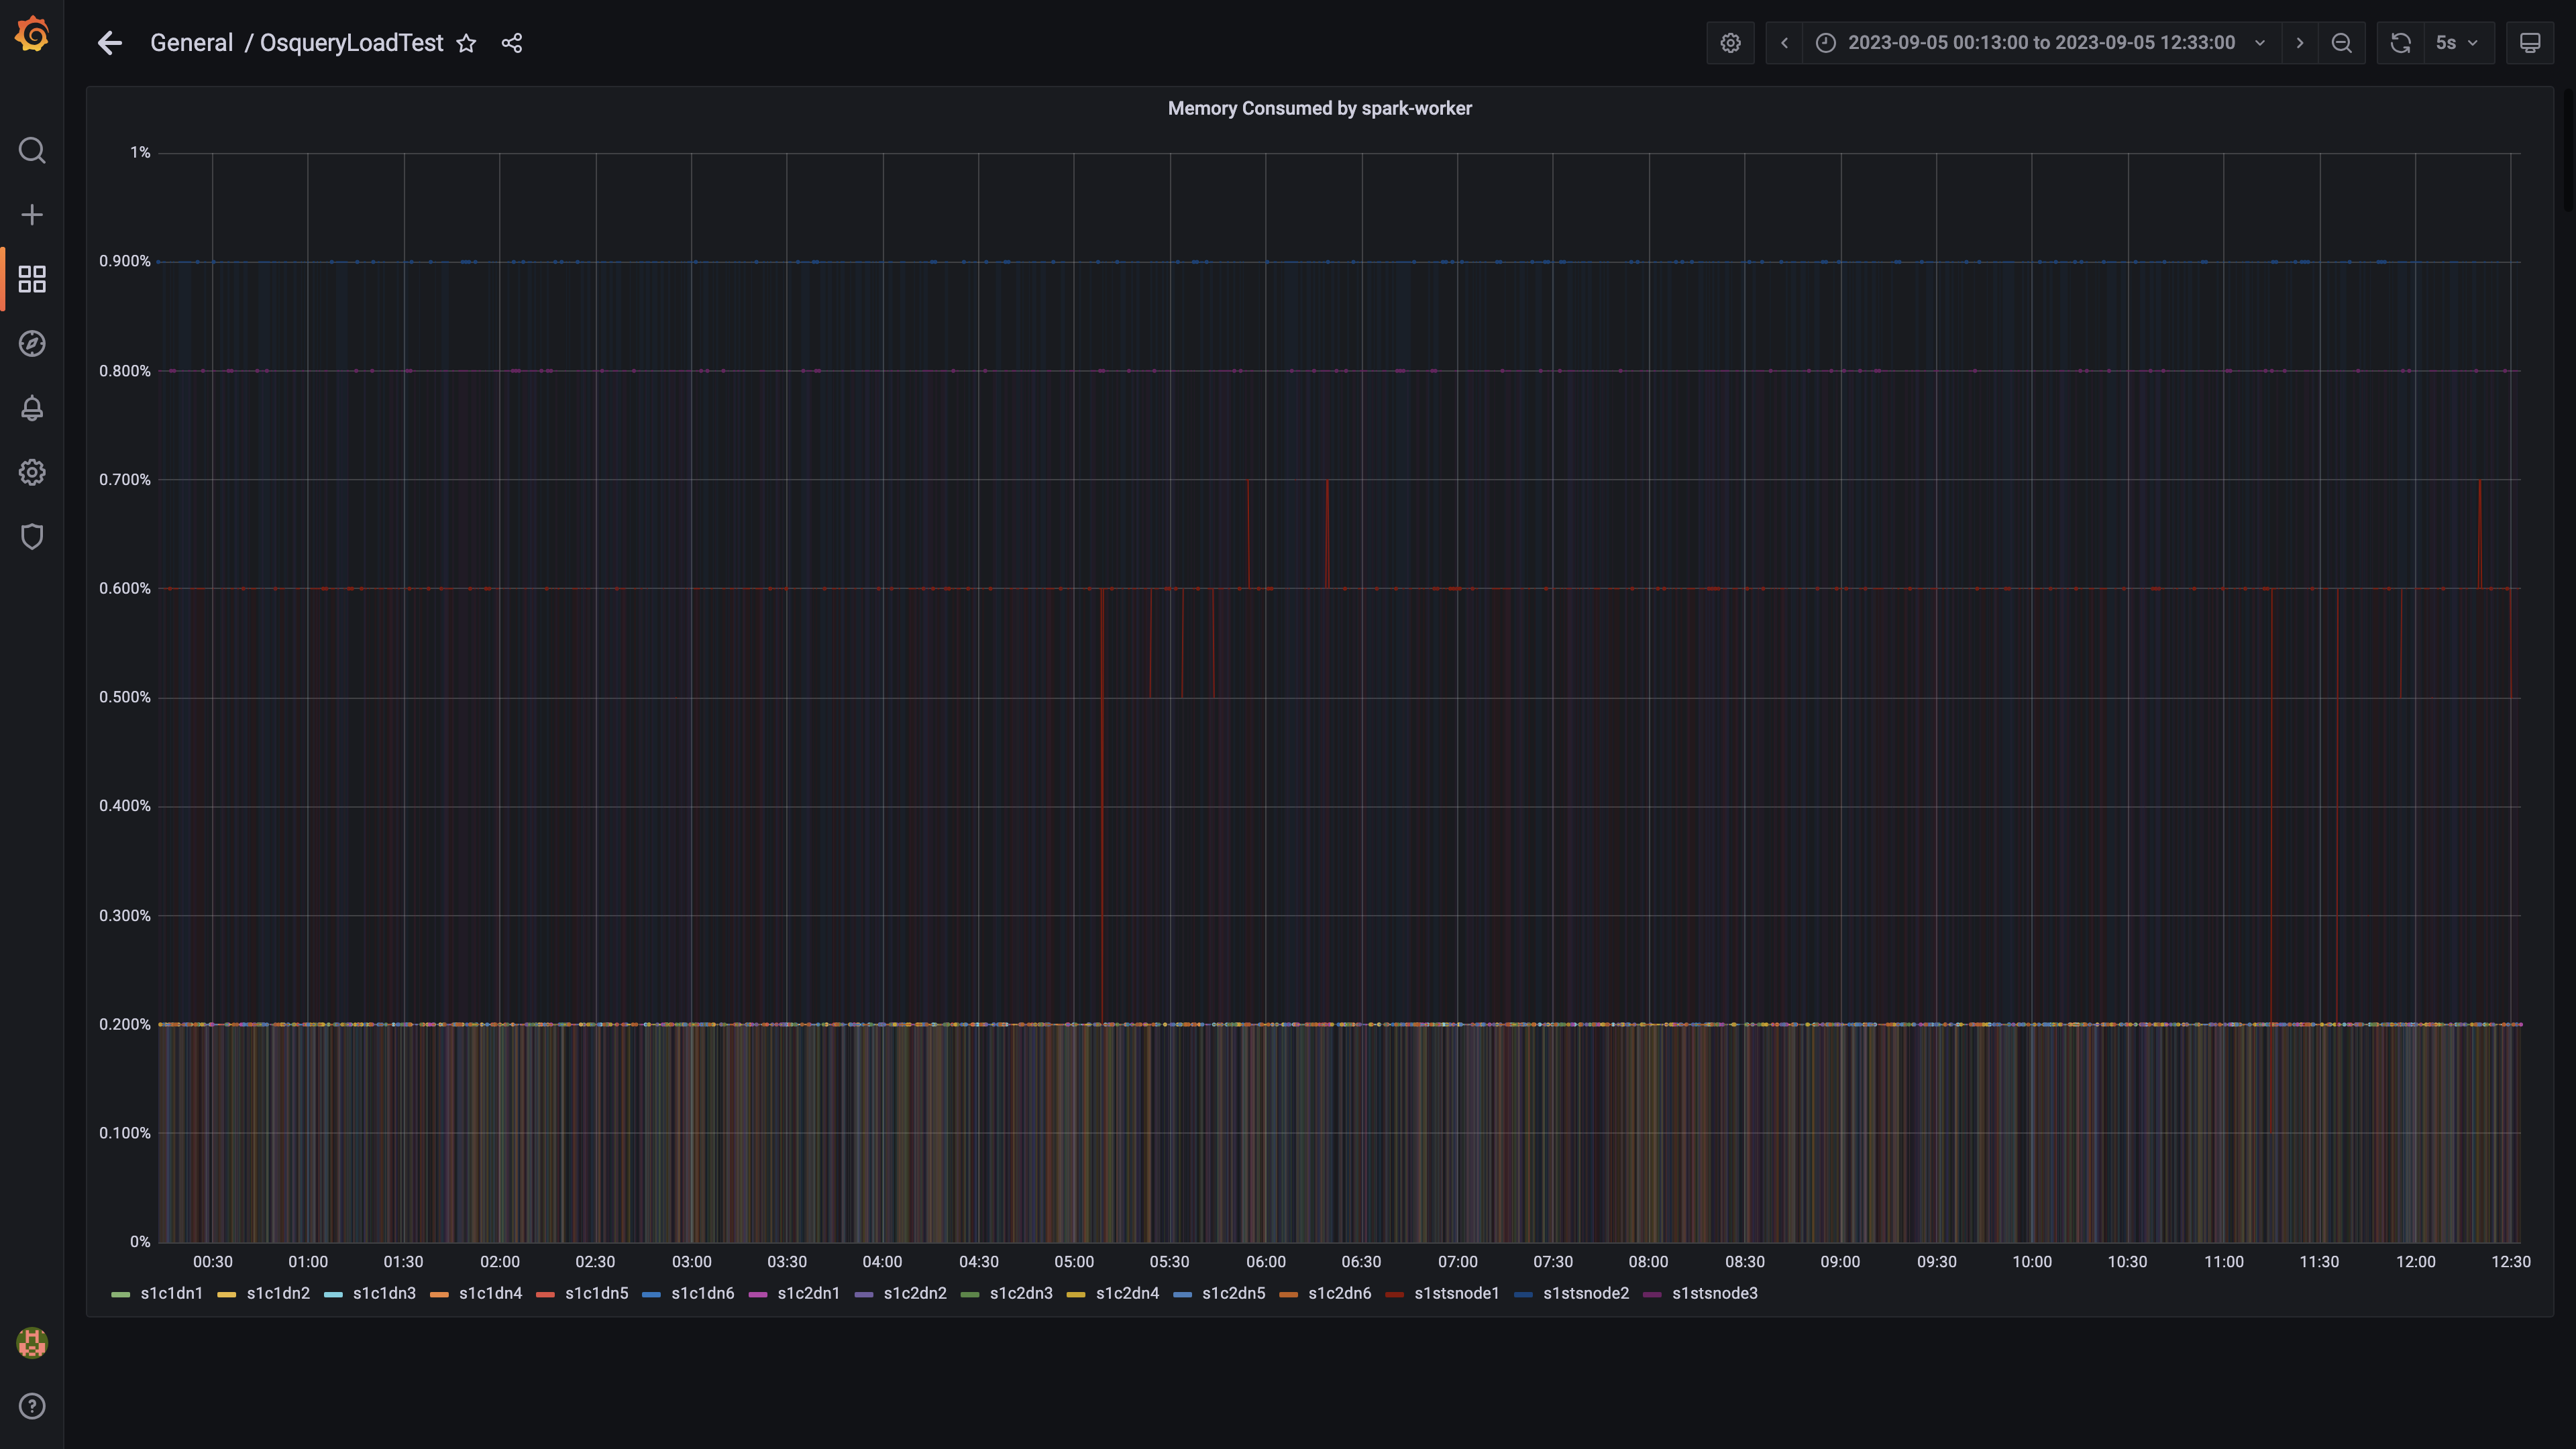 General / OsqueryLoadTest
2023-09-05 00:13:00 to 2023-09-05 12:33:00
5s
Memory Consumed by spark-worker
1%
0.900%
0.800%
0.700%
0.600%
0.500%
0.400%
0.300%
0.200%
0.100%
0%
00:30 01:00 01:30 02:00 02:30 03:00 03:30 04:00 04:30 05:00 05:30 06:00 06:30 07:00 07:30 08:00 08:30 09:00 09:30 10:00 10:30 11:00 11:30 12:00 12:30
s1c1dn1 s1c1dn2 s1c1dn3 s1c1dn4 s1c1dn5 s1c1dn6 s1c2dn1 s1c2dn2 s1c2dn3 s1c2dn4 s1c2dn5 s1c2dn6 s1stsnode1 s1stsnode2 s1stsnode3